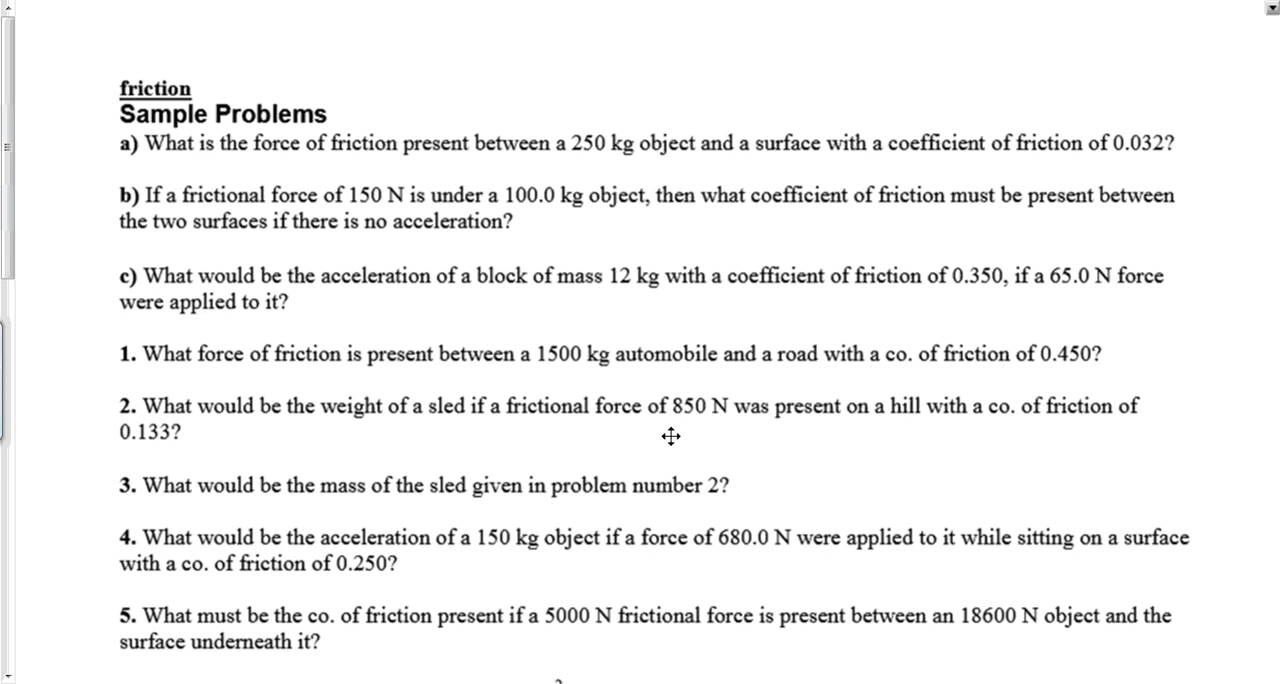 friction
Sample Problems
a) What is the force of friction present between a 250 kg object and a surface with a coefficient of friction of 0.032?
b) If a frictional force of 150 N is under a 100.0 kg object, then what coefficient of friction must be present between
the two surfaces if there is no acceleration?
c) What would be the acceleration of a block of mass 12 kg with a coefficient of friction of 0.350, if a 65.0 N force
were applied to it?
1. What force of friction is present between a 1500 kg automobile and a road with a co. of friction of 0.450?
2. What would be the weight of a sled if a frictional force of 850 N was present on a hill with a co. of friction of
0.133?
3. What would be the mass of the sled given in problem number 2?
4. What would be the acceleration of a 150 kg object if a force of 680.0 N were applied to it while sitting on a surface
with a co. of friction of 0.250?
5. What must be the co. of friction present if a 5000 N frictional force is present between an 18600 N object and the
surface underneath it?